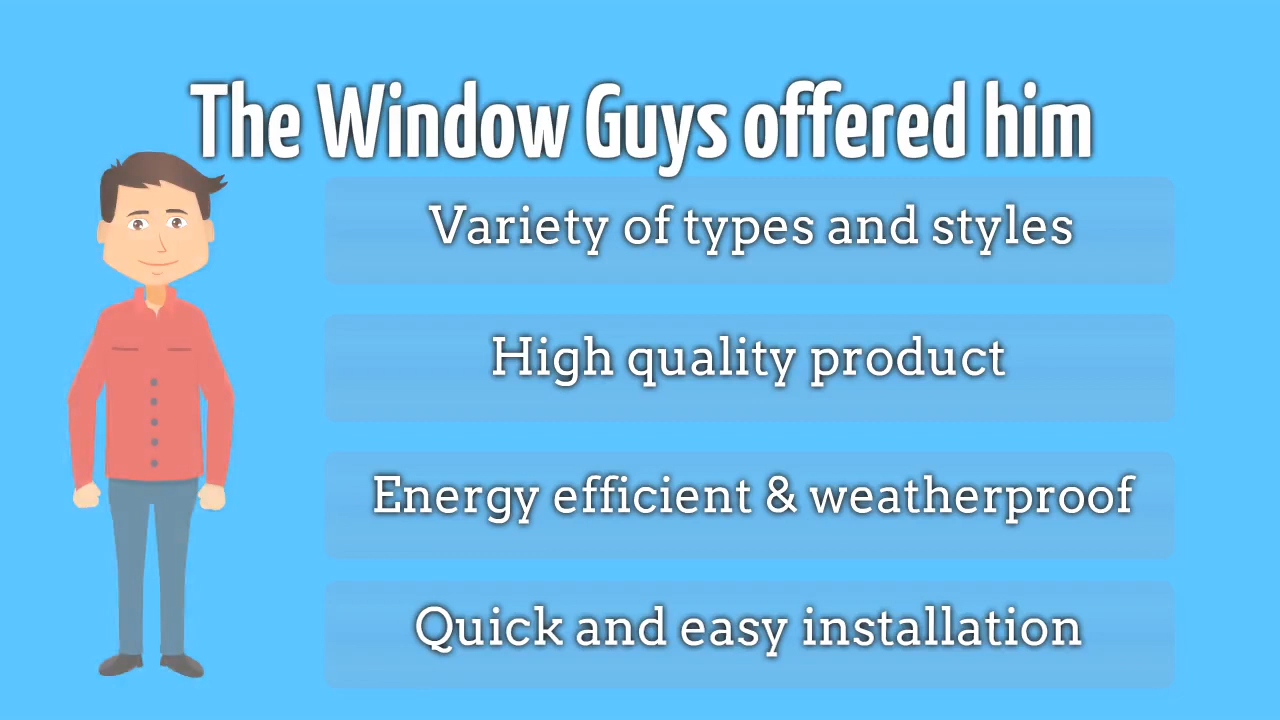 The Window Guys offered him
Variety of types and styles
High quality product
Energy efficient & weatherproof
Quick and easy installation